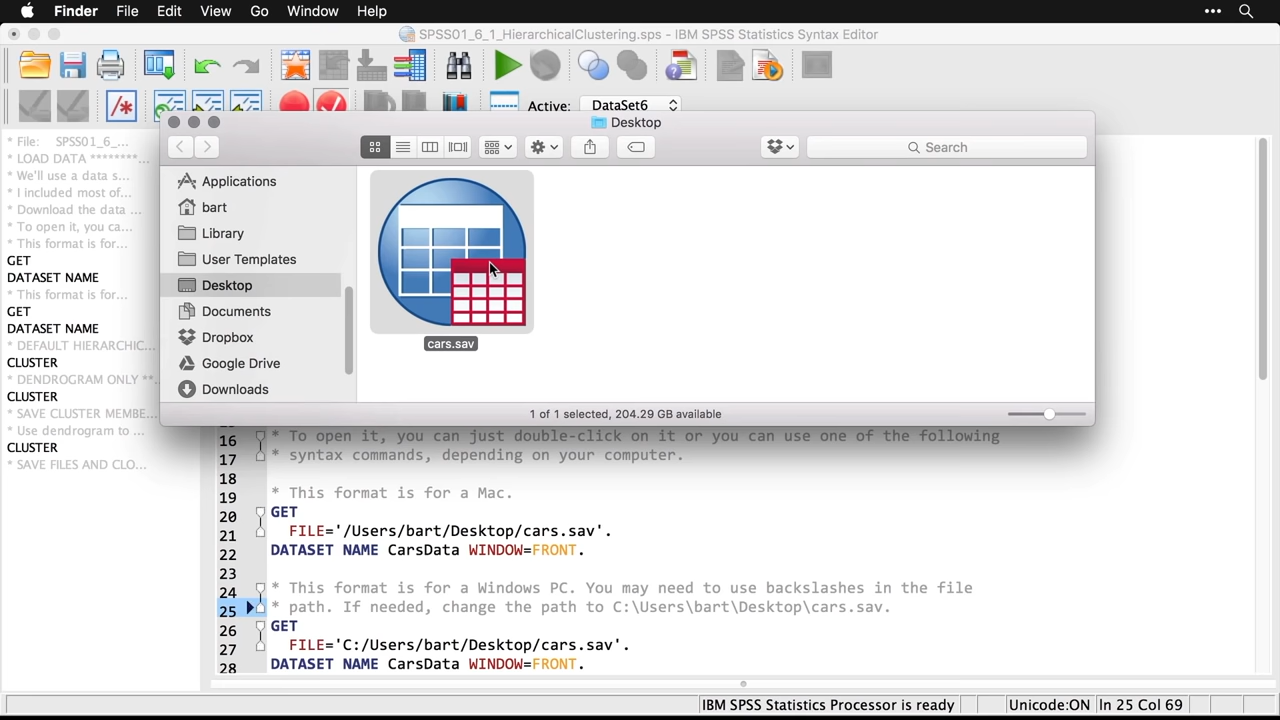 Finder File Edit View Go Window Help
SPSS01_6_1_HierarchicalClustering.sps - IBM SPSS Statistics Syntax Editor
Active: DataSet6
Desktop
Search
Applications
bart
Library
User Templates
Desktop
Documents
Dropbox
Google Drive
Downloads
cars.sav
1 of 1 selected, 204.29 GB available
* File: SPSS01_6_...
* LOAD DATA ********...
* We'll use a data s...
* I included most of...
* Download the data ...
* To open it, you ca...
* This format is for...
GET
DATASET NAME
* This format is for...
GET
DATASET NAME
* DEFAULT HIERARCHIC...
CLUSTER
* DENDROGRAM ONLY **.
CLUSTER
* SAVE CLUSTER MEMBE...
* Use dendrogram to ...
CLUSTER
* SAVE FILES AND CLO...
16 * To open it, you can just double-click on it or you can use one of the following
17 * syntax commands, depending on your computer.
18
19 * This format is for a Mac.
20 GET
21 FILE='/Users/bart/Desktop/cars.sav'.
22 DATASET NAME CarsData WINDOW=FRONT.
23
24 * This format is for a Windows PC. You may need to use backslashes in the file
25 * path. If needed, change the path to C:\Users\bart\Desktop\cars.sav.
26 GET
27 FILE='C:/Users/bart/Desktop/cars.sav'.
28 DATASET NAME CarsData WINDOW=FRONT.
IBM SPSS Statistics Processor is ready Unicode:ON In 25 Col 69